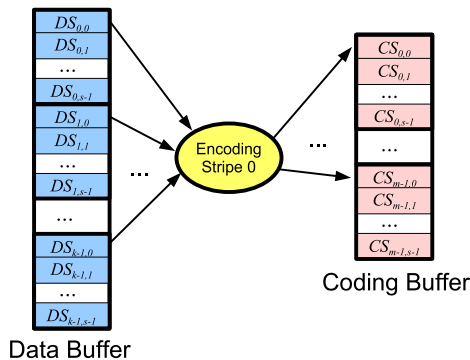 DS0,0
DS0,1
...
DS0,s-1
DS1,0
DS1,1
...
DS1,s-1
...
DSk-1,0
DSk-1,1
...
DSk-1,s-1
Data Buffer
...
Encoding
Stripe 0
...
CS0,0
CS0,1
...
CS0,s-1
...
CSm-1,0
CSm-1,1
...
CSm-1,s-1
Coding Buffer